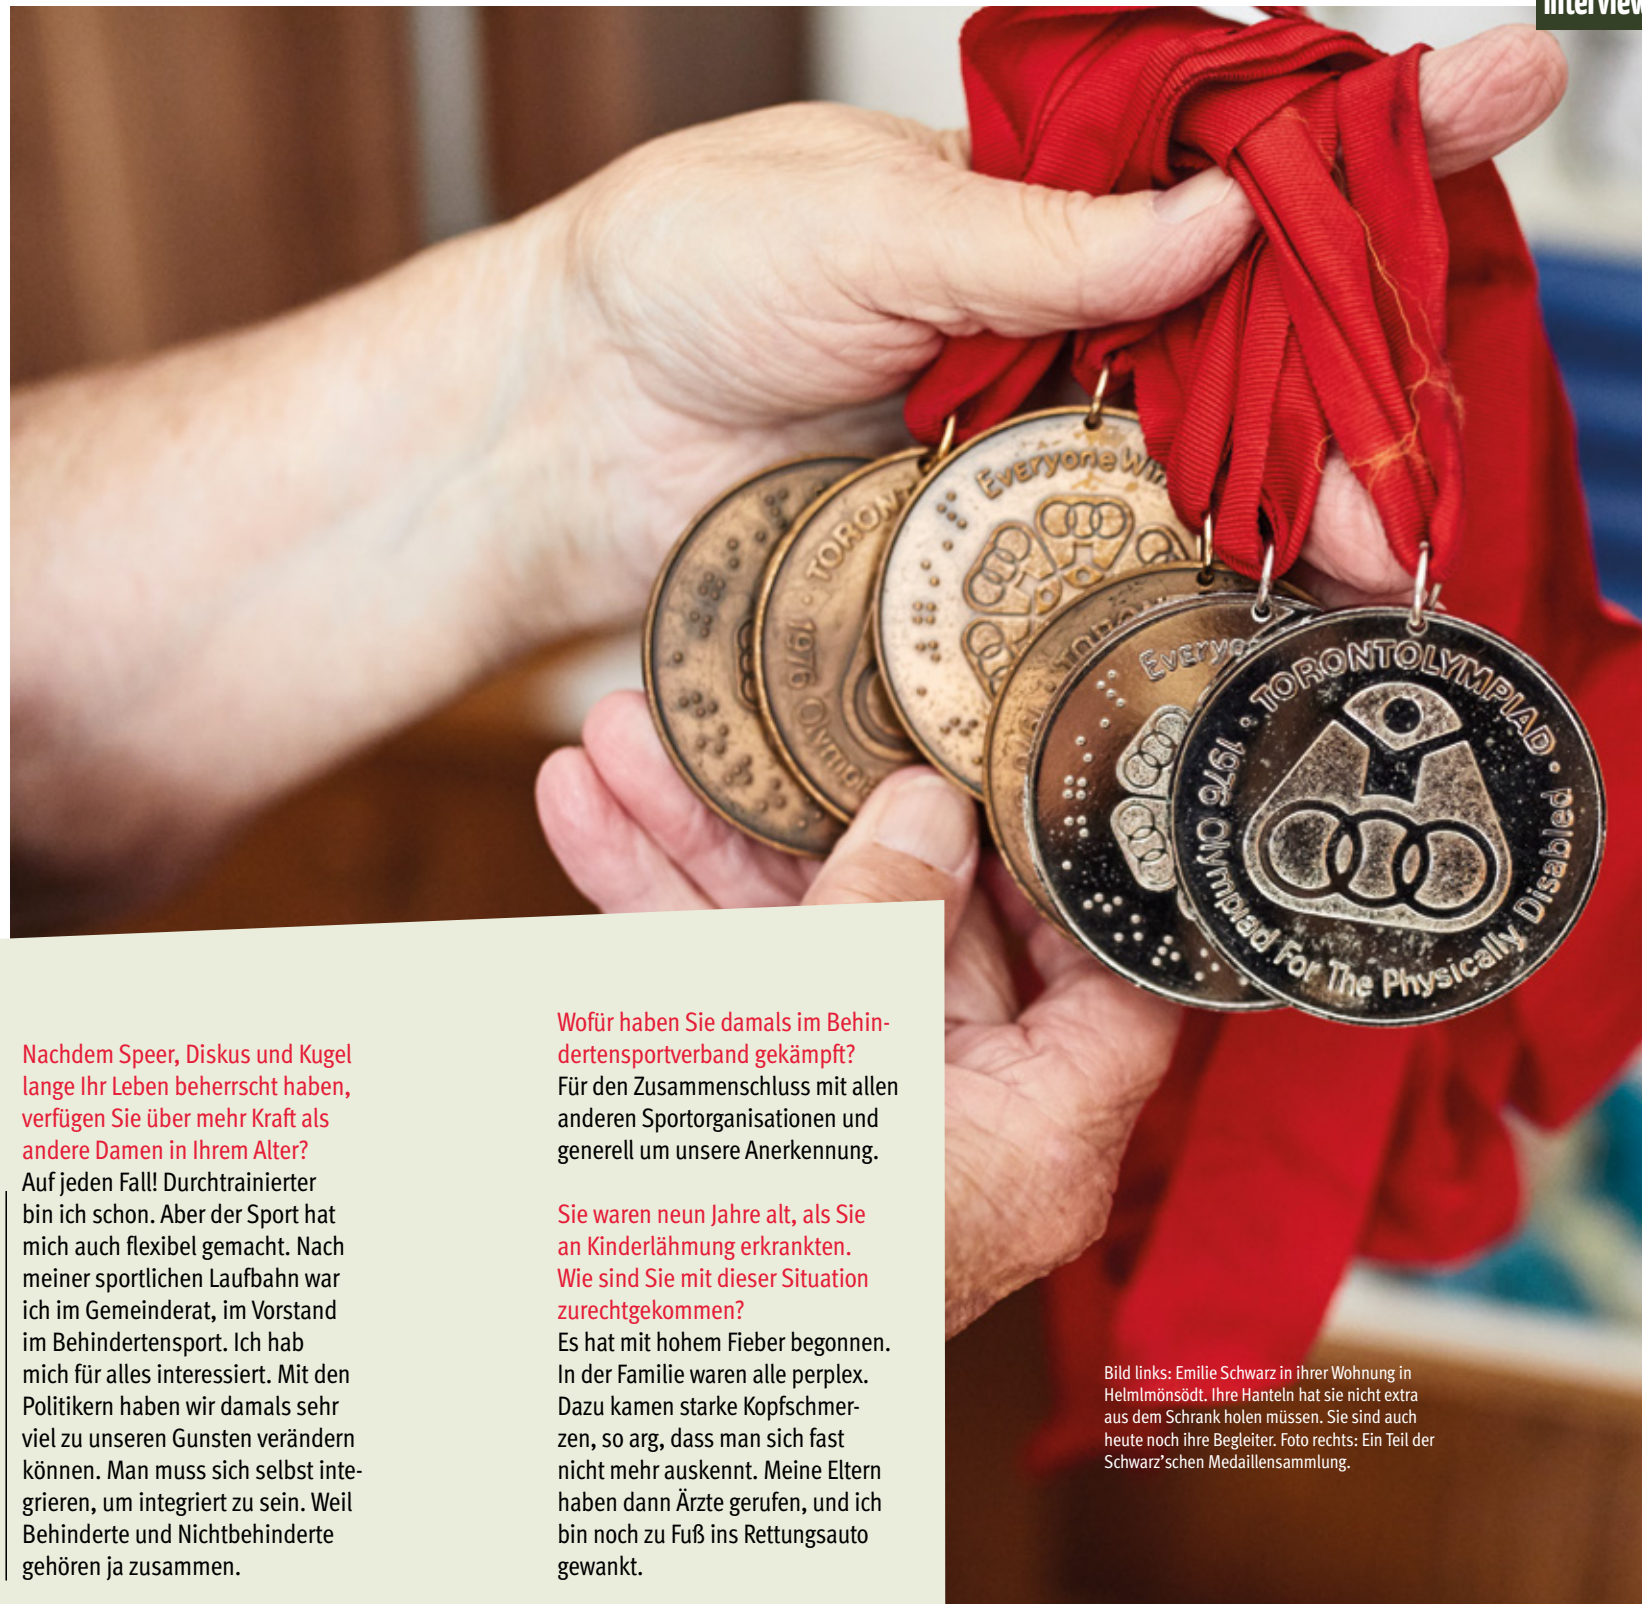 Interview
Everyone Win
TORON
1976 Olympiad
Everyo
TORONTOLYMPIAD
1976 Olympiad For The Physically Disabled
Nachdem Speer, Diskus und Kugel
lange Ihr Leben beherrscht haben,
verfügen Sie über mehr Kraft als
andere Damen in Ihrem Alter?
Auf jeden Fall! Durchtrainierter
bin ich schon. Aber der Sport hat
mich auch flexibel gemacht. Nach
meiner sportlichen Laufbahn war
ich im Gemeinderat, im Vorstand
im Behindertensport. Ich hab
mich für alles interessiert. Mit den
Politikern haben wir damals sehr
viel zu unseren Gunsten verändern
können. Man muss sich selbst inte-
grieren, um integriert zu sein. Weil
Behinderte und Nichtbehinderte
gehören ja zusammen.
Wofür haben Sie damals im Behin-
dertensportverband gekämpft?
Für den Zusammenschluss mit allen
anderen Sportorganisationen und
generell um unsere Anerkennung.
Sie waren neun Jahre alt, als Sie
an Kinderlähmung erkrankten.
Wie sind Sie mit dieser Situation
zurechtgekommen?
Es hat mit hohem Fieber begonnen.
In der Familie waren alle perplex.
Dazu kamen starke Kopfschmer-
zen, so arg, dass man sich fast
nicht mehr auskennt. Meine Eltern
haben dann Ärzte gerufen, und ich
bin noch zu Fuß ins Rettungsauto
gewankt.
Bild links: Emilie Schwarz in ihrer Wohnung in
Helmlmönsödt. Ihre Hanteln hat sie nicht extra
aus dem Schrank holen müssen. Sie sind auch
heute noch ihre Begleiter. Foto rechts: Ein Teil der
Schwarz'schen Medaillensammlung.